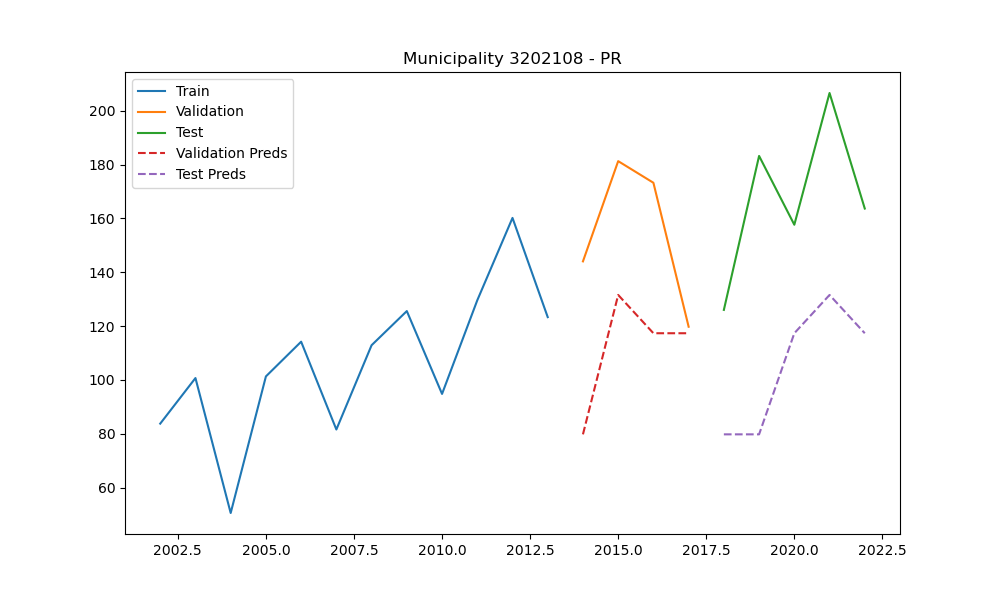 Municipality 3202108 - PR
Train
Validation
Test
Validation Preds
Test Preds
200
180
160
140
120
100
80
60
2002.5 2005.0 2007.5 2010.0 2012.5 2015.0 2017.5 2020.0 2022.5